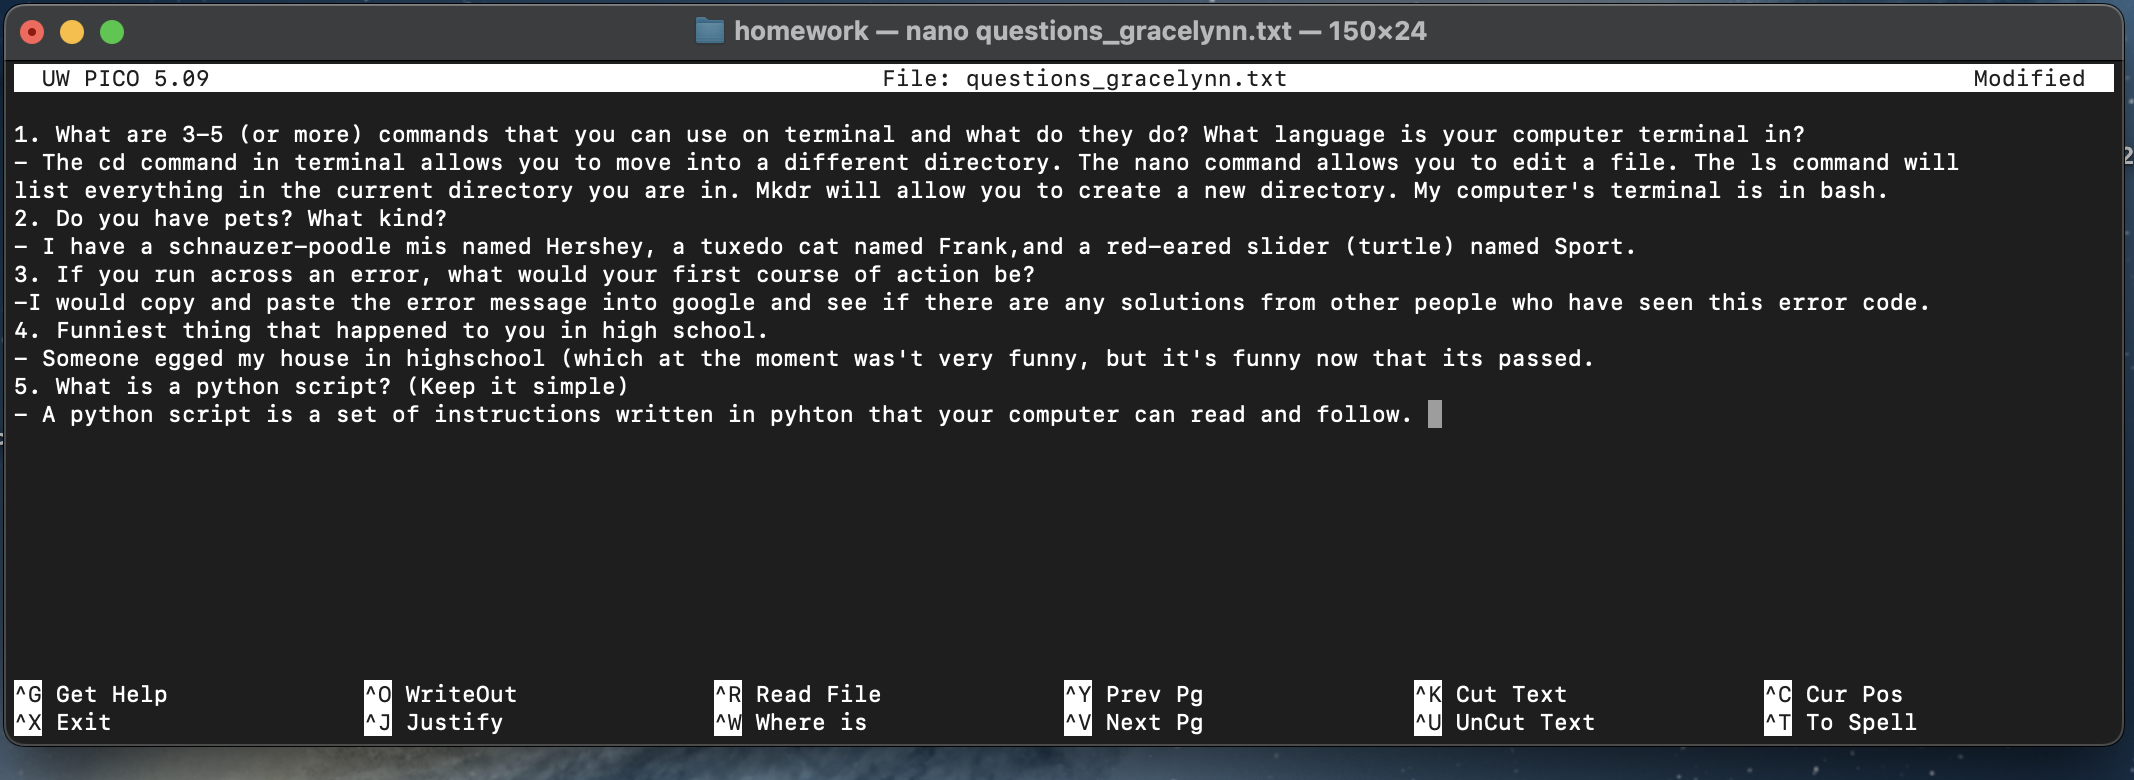 homework — nano questions_gracelynn.txt — 150×24
UW PICO 5.09 File: questions_gracelynn.txt Modified
1. What are 3-5 (or more) commands that you can use on terminal and what do they do? What language is your computer terminal in?
- The cd command in terminal allows you to move into a different directory. The nano command allows you to edit a file. The ls command will
list everything in the current directory you are in. Mkdr will allow you to create a new directory. My computer's terminal is in bash.
2. Do you have pets? What kind?
- I have a schnauzer-poodle mis named Hershey, a tuxedo cat named Frank,and a red-eared slider (turtle) named Sport.
3. If you run across an error, what would your first course of action be?
-I would copy and paste the error message into google and see if there are any solutions from other people who have seen this error code.
4. Funniest thing that happened to you in high school.
- Someone egged my house in highschool (which at the moment was't very funny, but it's funny now that its passed.
5. What is a python script? (Keep it simple)
- A python script is a set of instructions written in pyhton that your computer can read and follow.
^G Get Help ^O WriteOut ^R Read File ^Y Prev Pg ^K Cut Text ^C Cur Pos
^X Exit ^J Justify ^W Where is ^V Next Pg ^U UnCut Text ^T To Spell